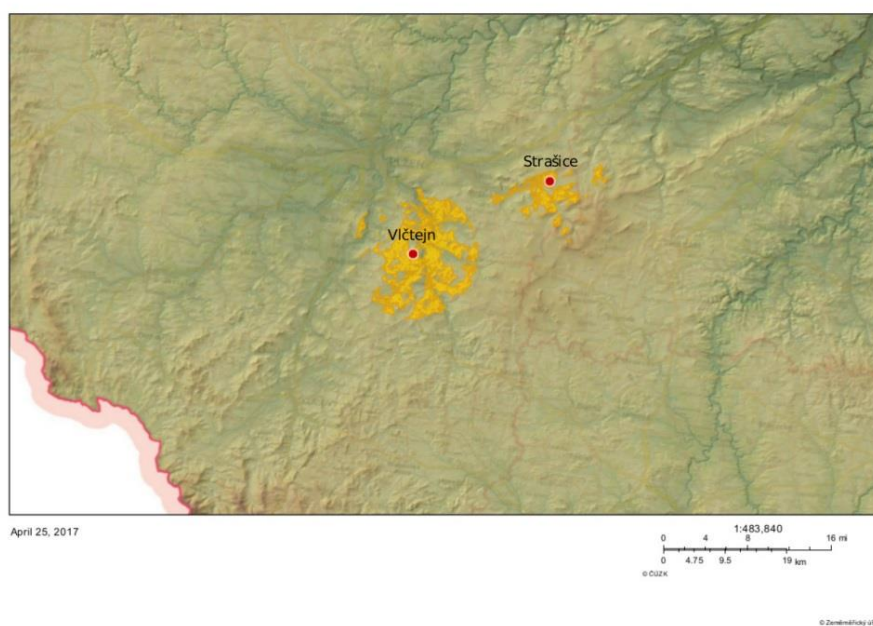 Strašice
Vlčtejn
April 25, 2017
1:483,840
0 4 8 16 mi
0 4.75 9.5 19 km
© ČÚZK